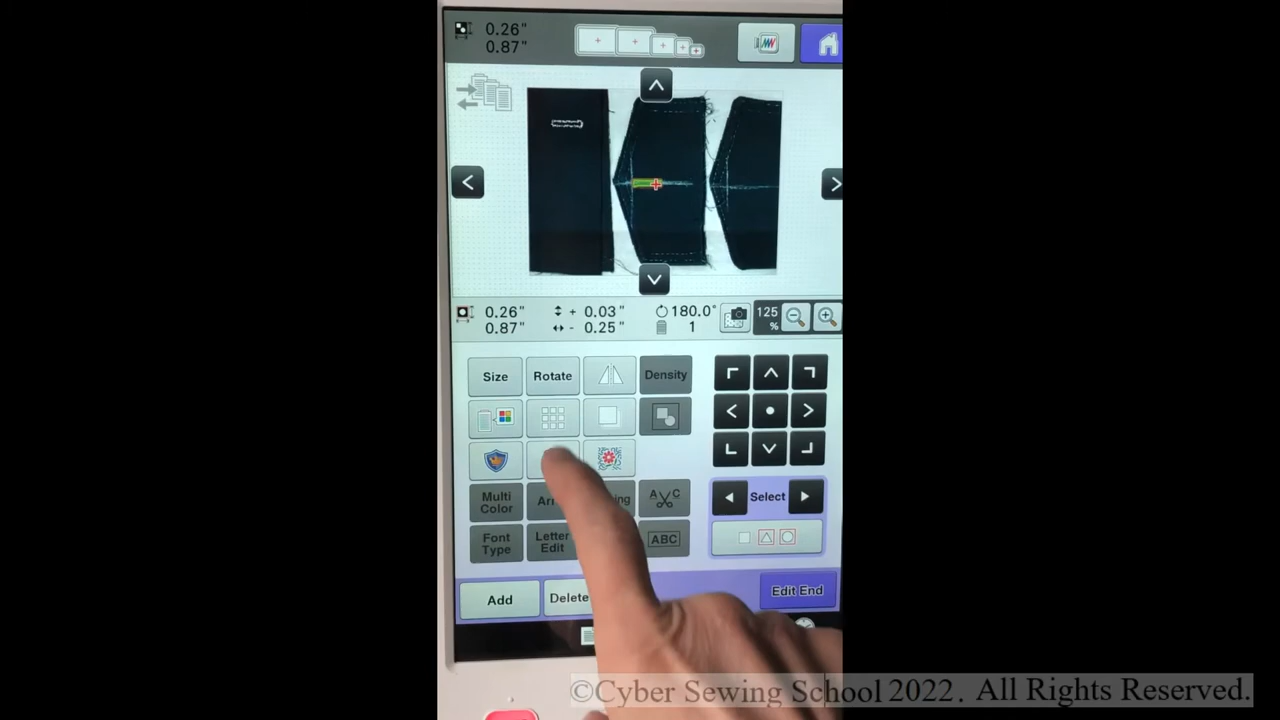 0.26"
0.87"
0.26"
0.87"
+ 0.03"
- 0.25"
180.0°
1
125
%
Size
Rotate
Density
Multi
Color
Font
Type
Letter
Edit
A C
ABC
Select
Add
Delete
Edit End
©Cyber Sewing School 2022. All Rights Reserved.